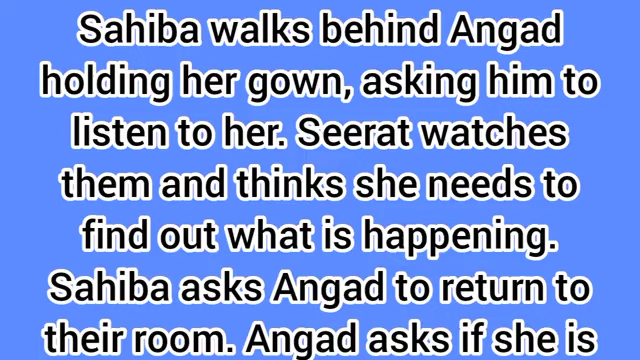 Sahiba walks behind Angad
holding her gown, asking him to
listen to her. Seerat watches
them and thinks she needs to
find out what is happening.
Sahiba asks Angad to return to
their room. Angad asks if she is